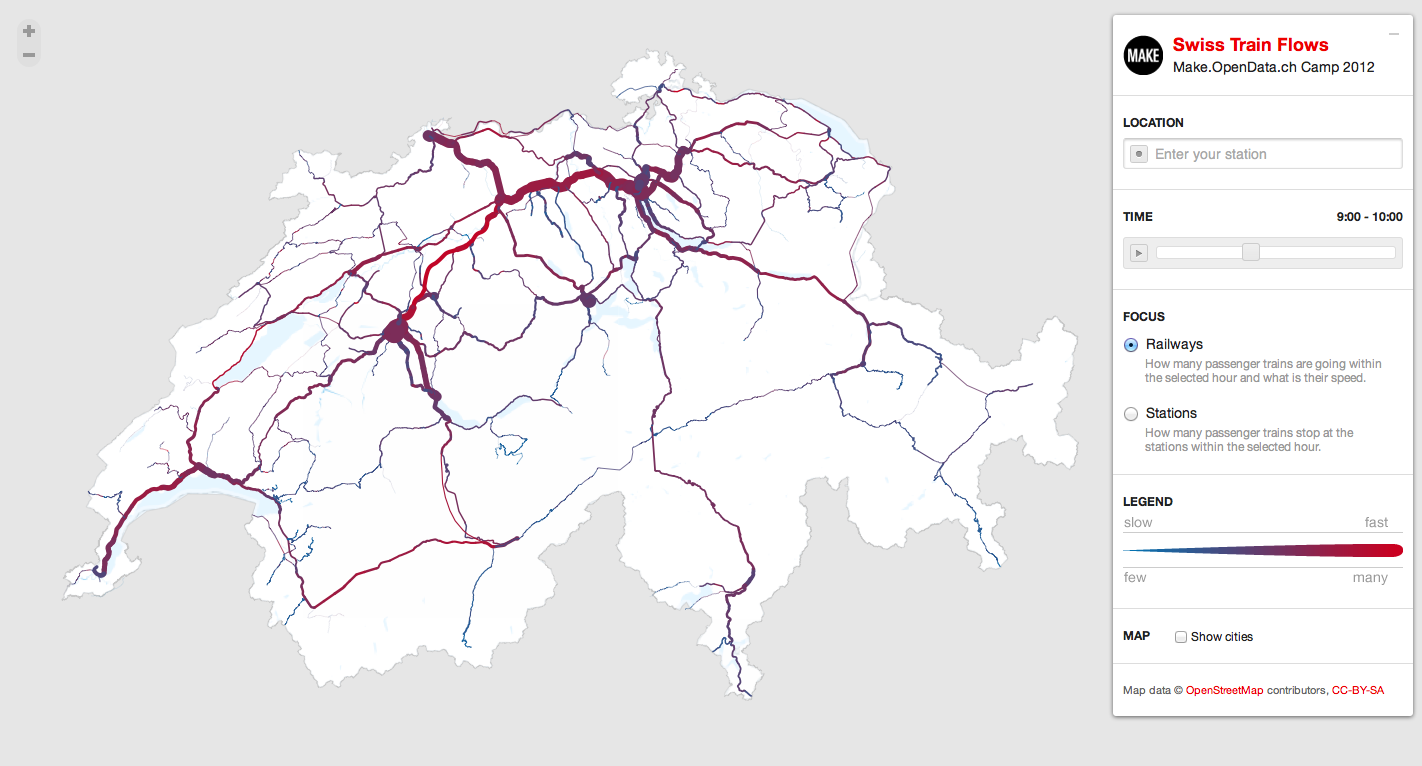 +
−
MAKE
Swiss Train Flows
Make.OpenData.ch Camp 2012
LOCATION
Enter your station
TIME 9:00 - 10:00
FOCUS
Railways
How many passenger trains are going within
the selected hour and what is their speed.
Stations
How many passenger trains stop at the
stations within the selected hour.
LEGEND
slow fast
few many
MAP Show cities
Map data © OpenStreetMap contributors, CC-BY-SA